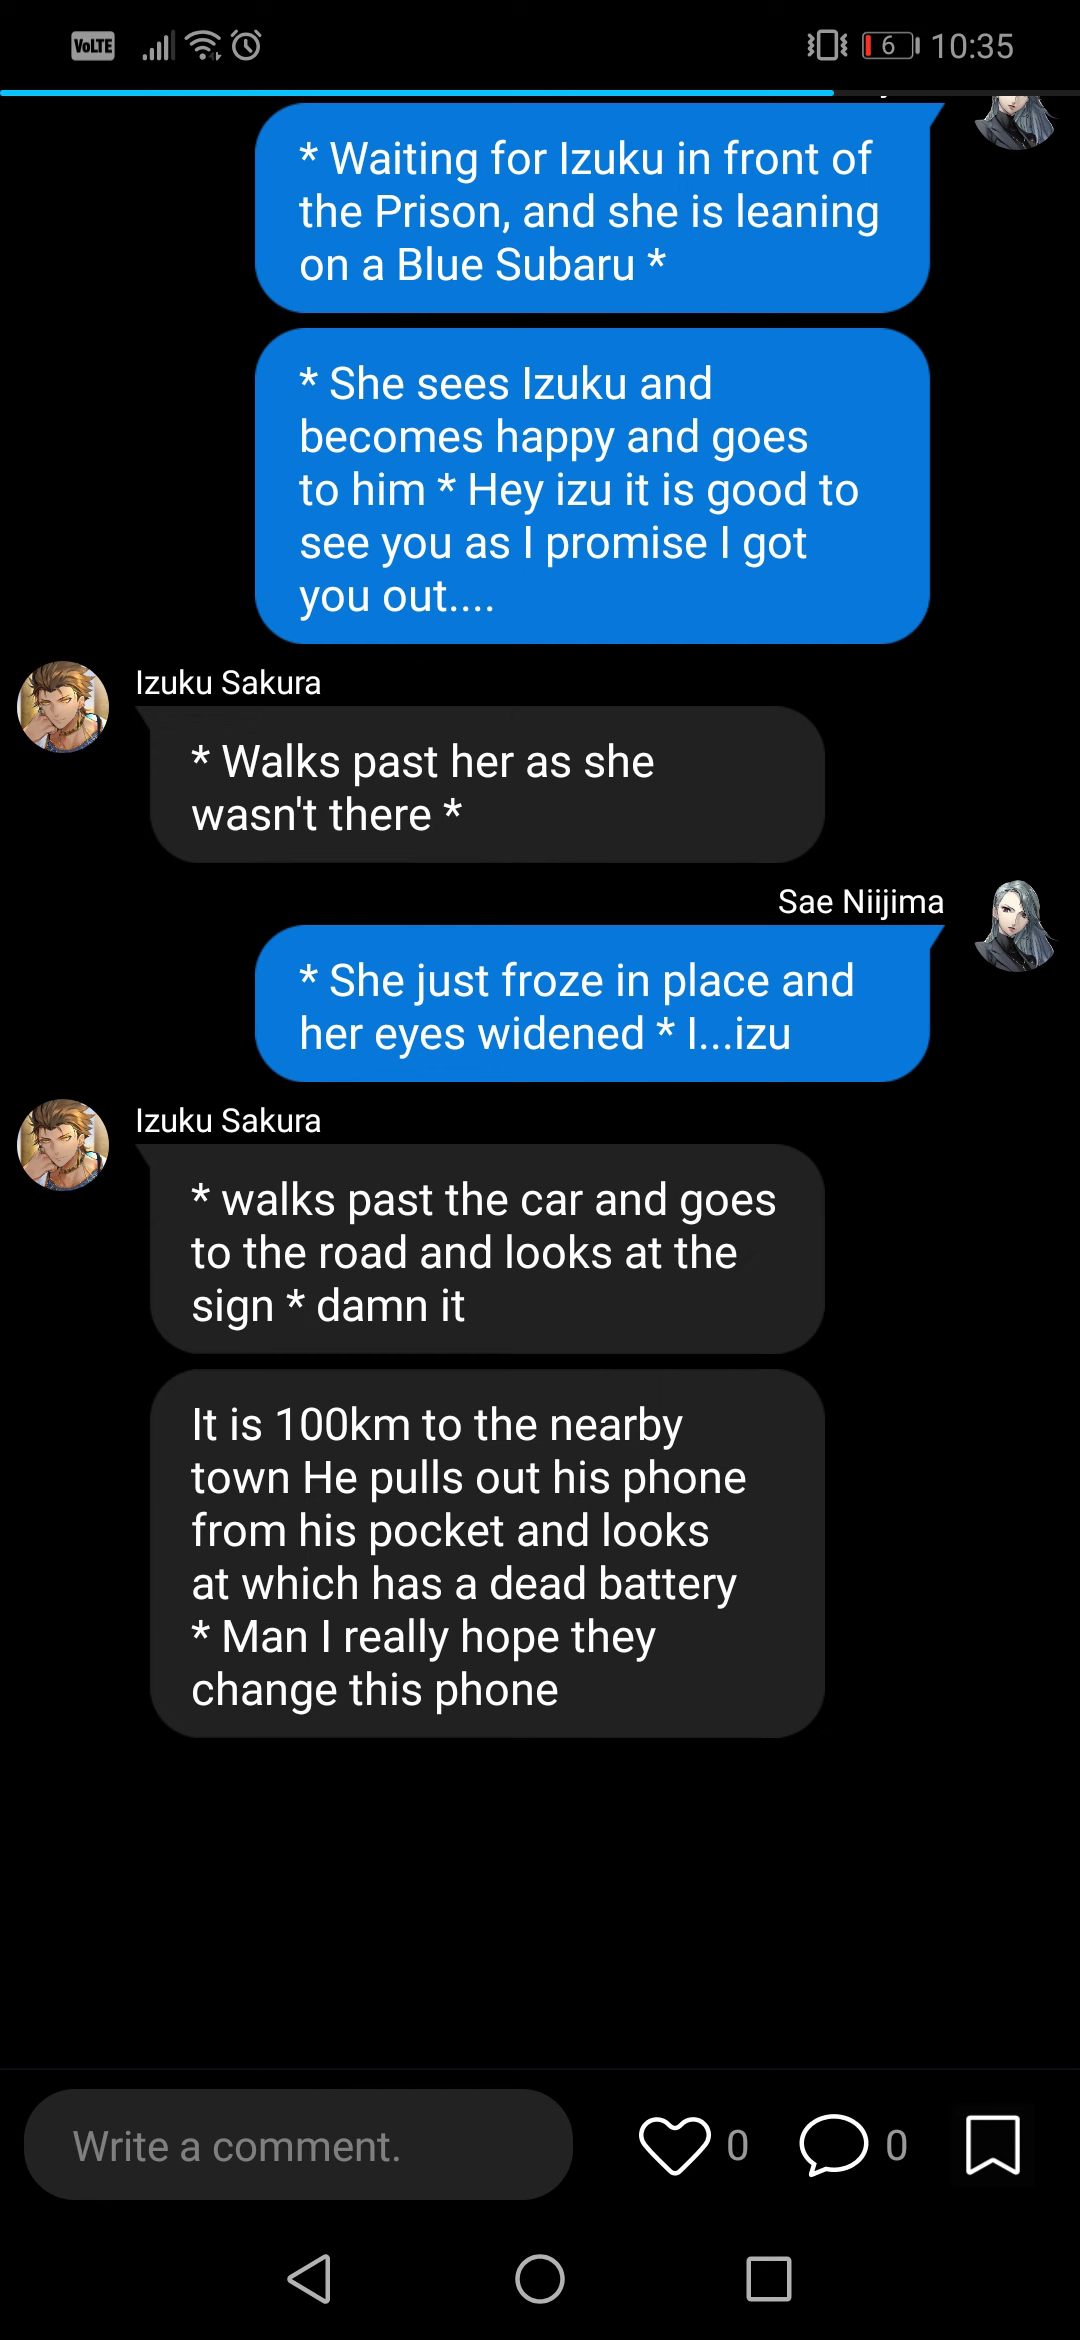 VoLTE 6 10:35
* Waiting for Izuku in front of
the Prison, and she is leaning
on a Blue Subaru *
* She sees Izuku and
becomes happy and goes
to him * Hey izu it is good to
see you as I promise I got
you out....
Izuku Sakura
* Walks past her as she
wasn't there *
Sae Niijima
* She just froze in place and
her eyes widened * I...izu
Izuku Sakura
* walks past the car and goes
to the road and looks at the
sign * damn it
It is 100km to the nearby
town He pulls out his phone
from his pocket and looks
at which has a dead battery
* Man I really hope they
change this phone
Write a comment. 0 0